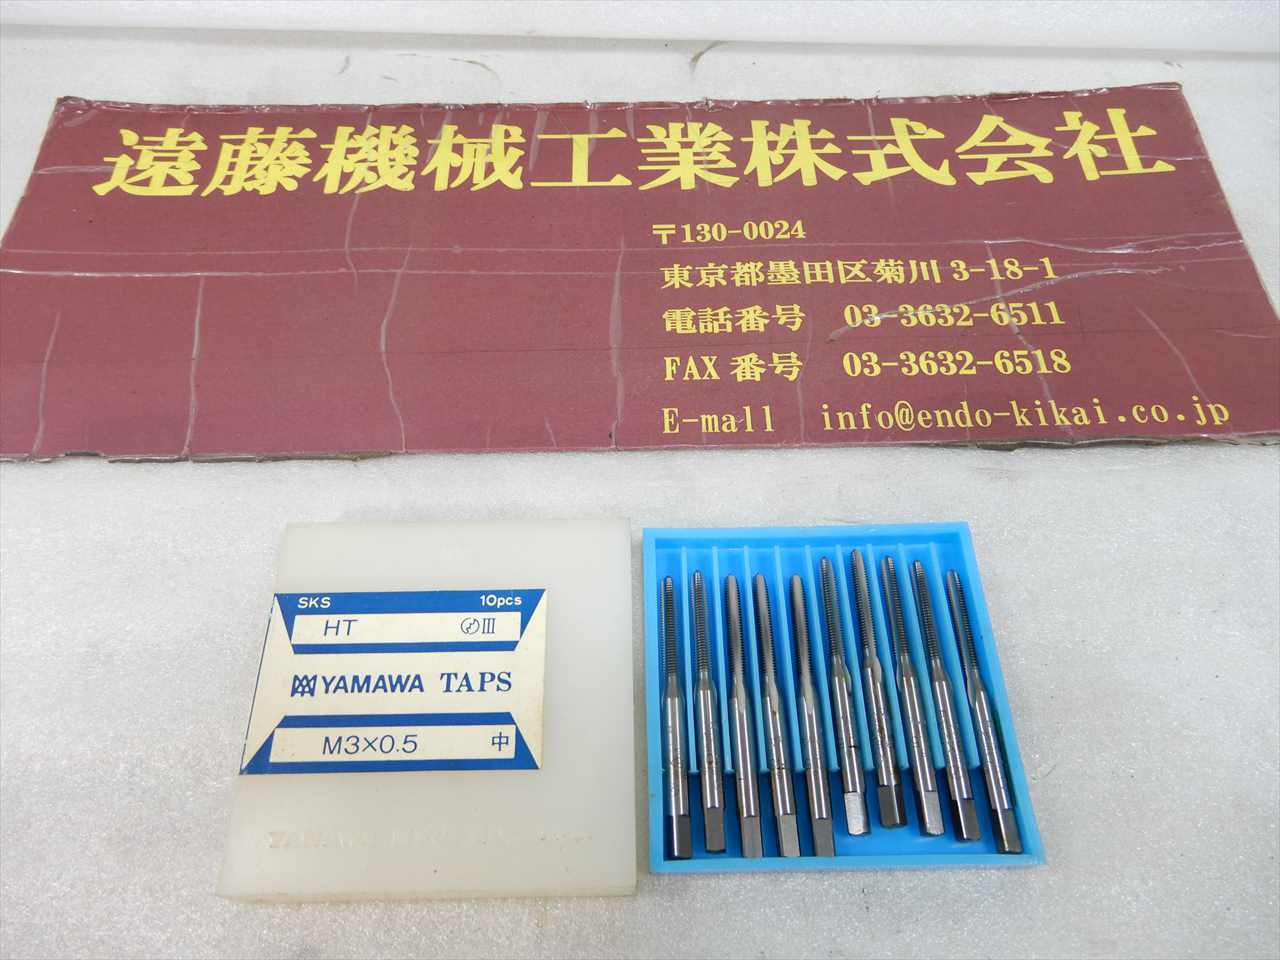 遠藤機械工業株式会社
〒130-0024
東京都墨田区菊川 3-18-1
電話番号 03-3632-6511
FAX 番号 03-3632-6518
E-mall info@endo-kikai.co.jp
SKS 10pcs
HT III
YAMAWA TAPS
M3×0.5 中